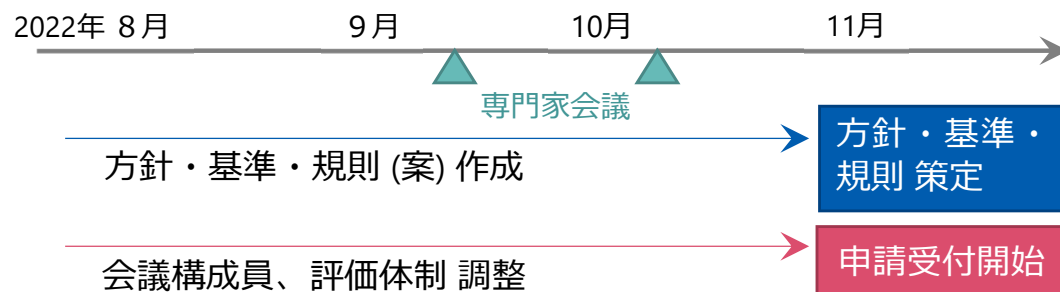 2022年 8月 9月 10月 11月
専門家会議
方針・基準・規則 (案) 作成
方針・基準・
規則 策定
会議構成員、評価体制 調整
申請受付開始